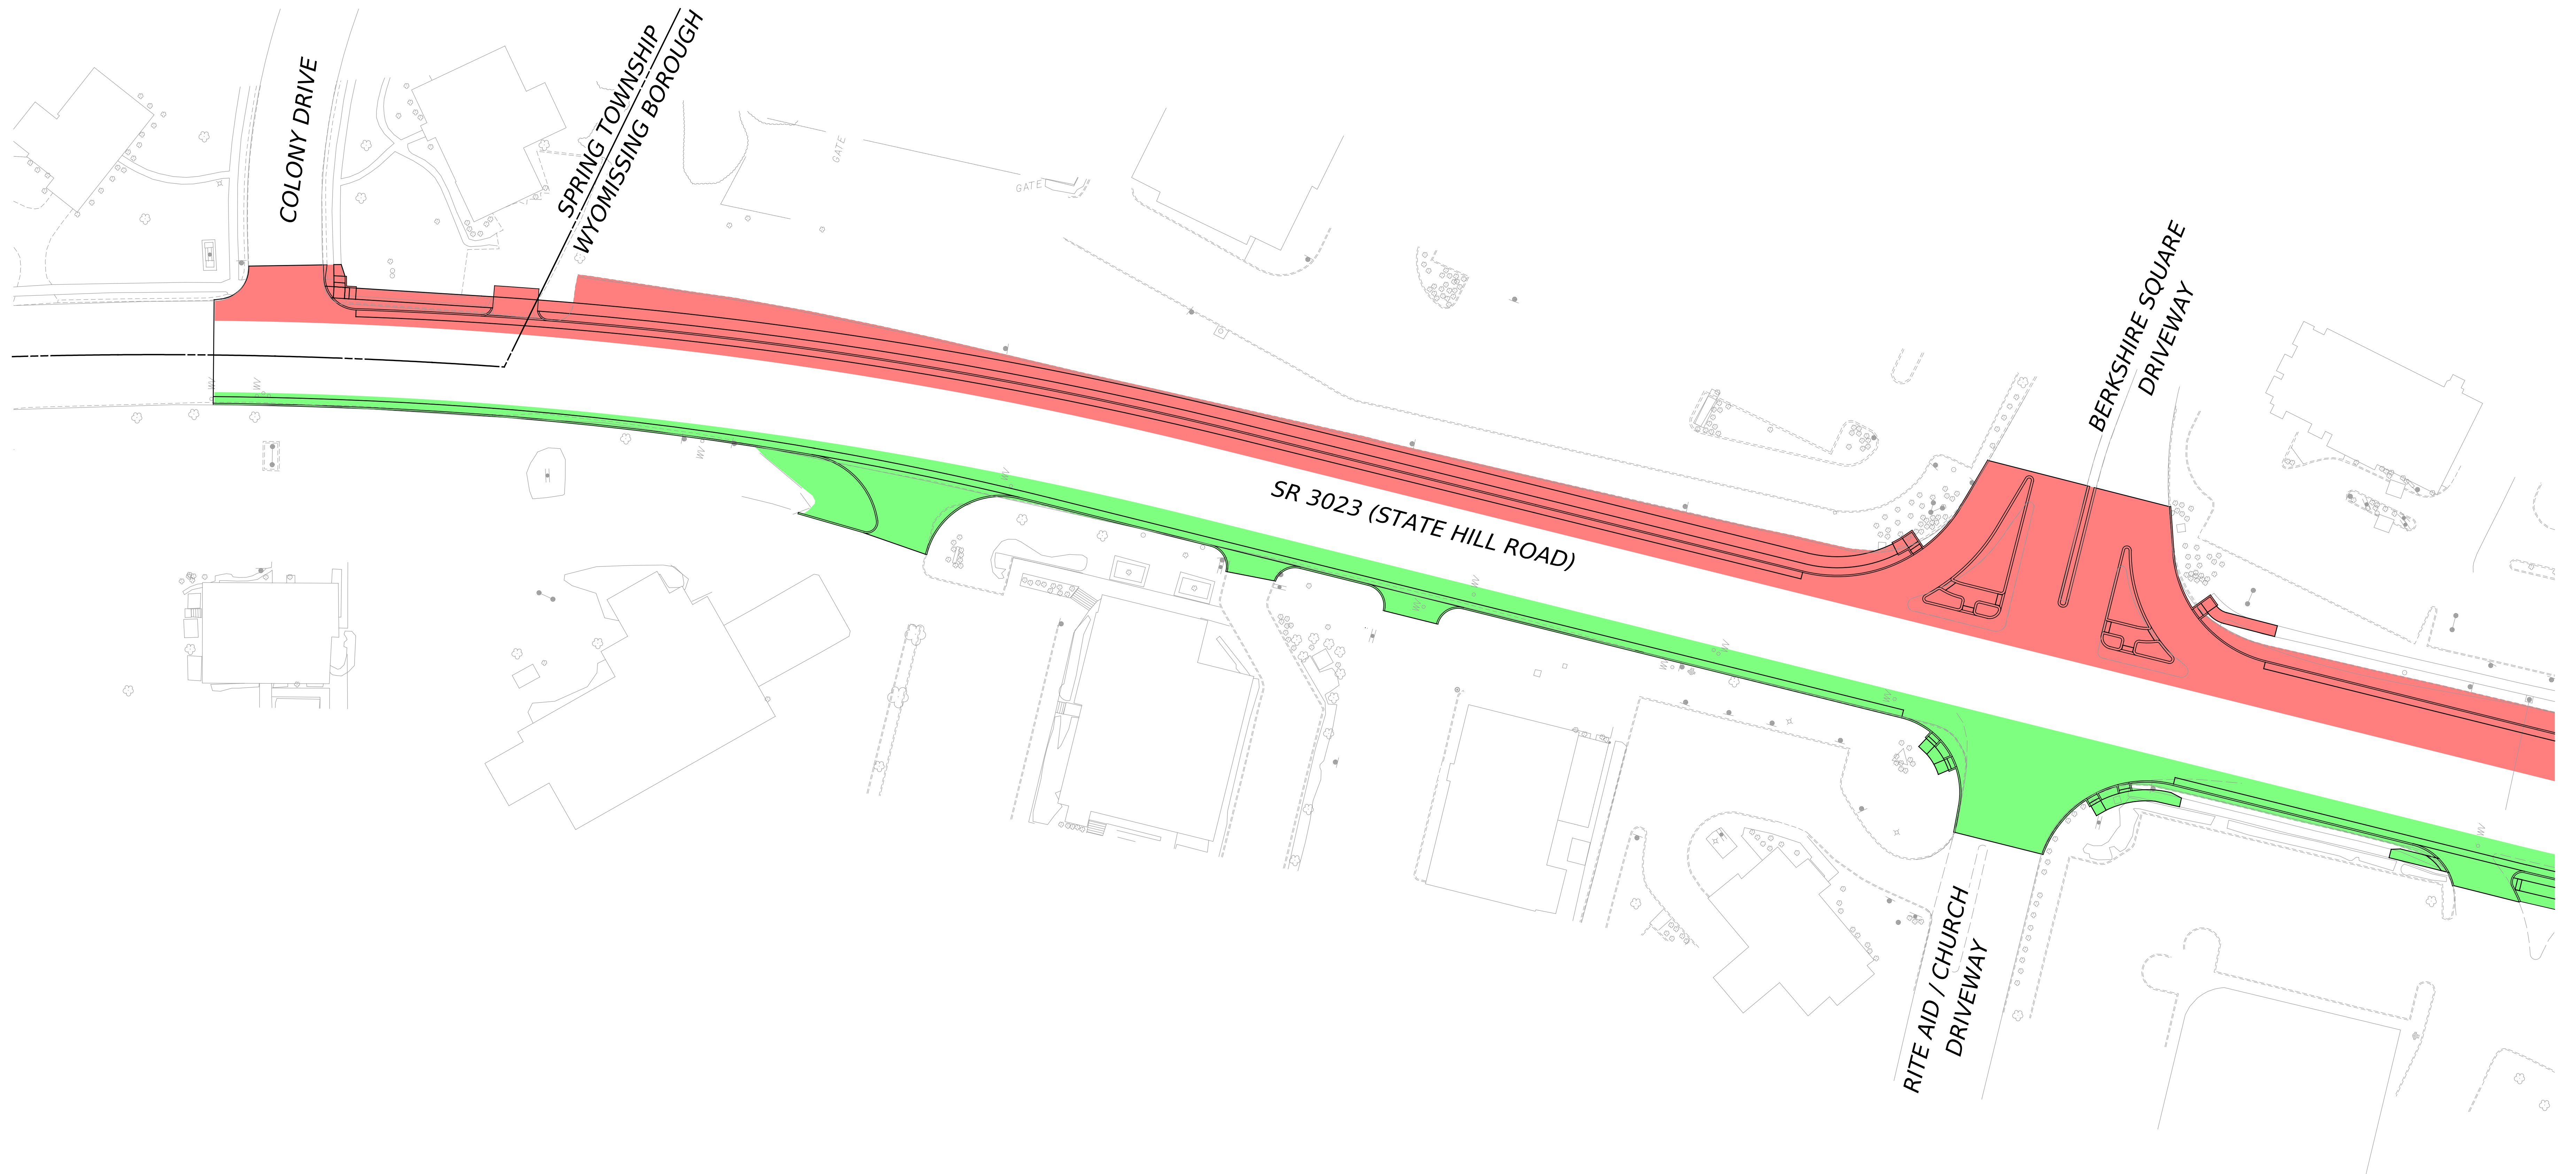 COLONY DRIVE
SPRING TOWNSHIP
WYOMISSING BOROUGH
GATE
GATE
BERKSHIRE SQUARE
DRIVEWAY
SR 3023 (STATE HILL ROAD)
RITE AID / CHURCH
DRIVEWAY